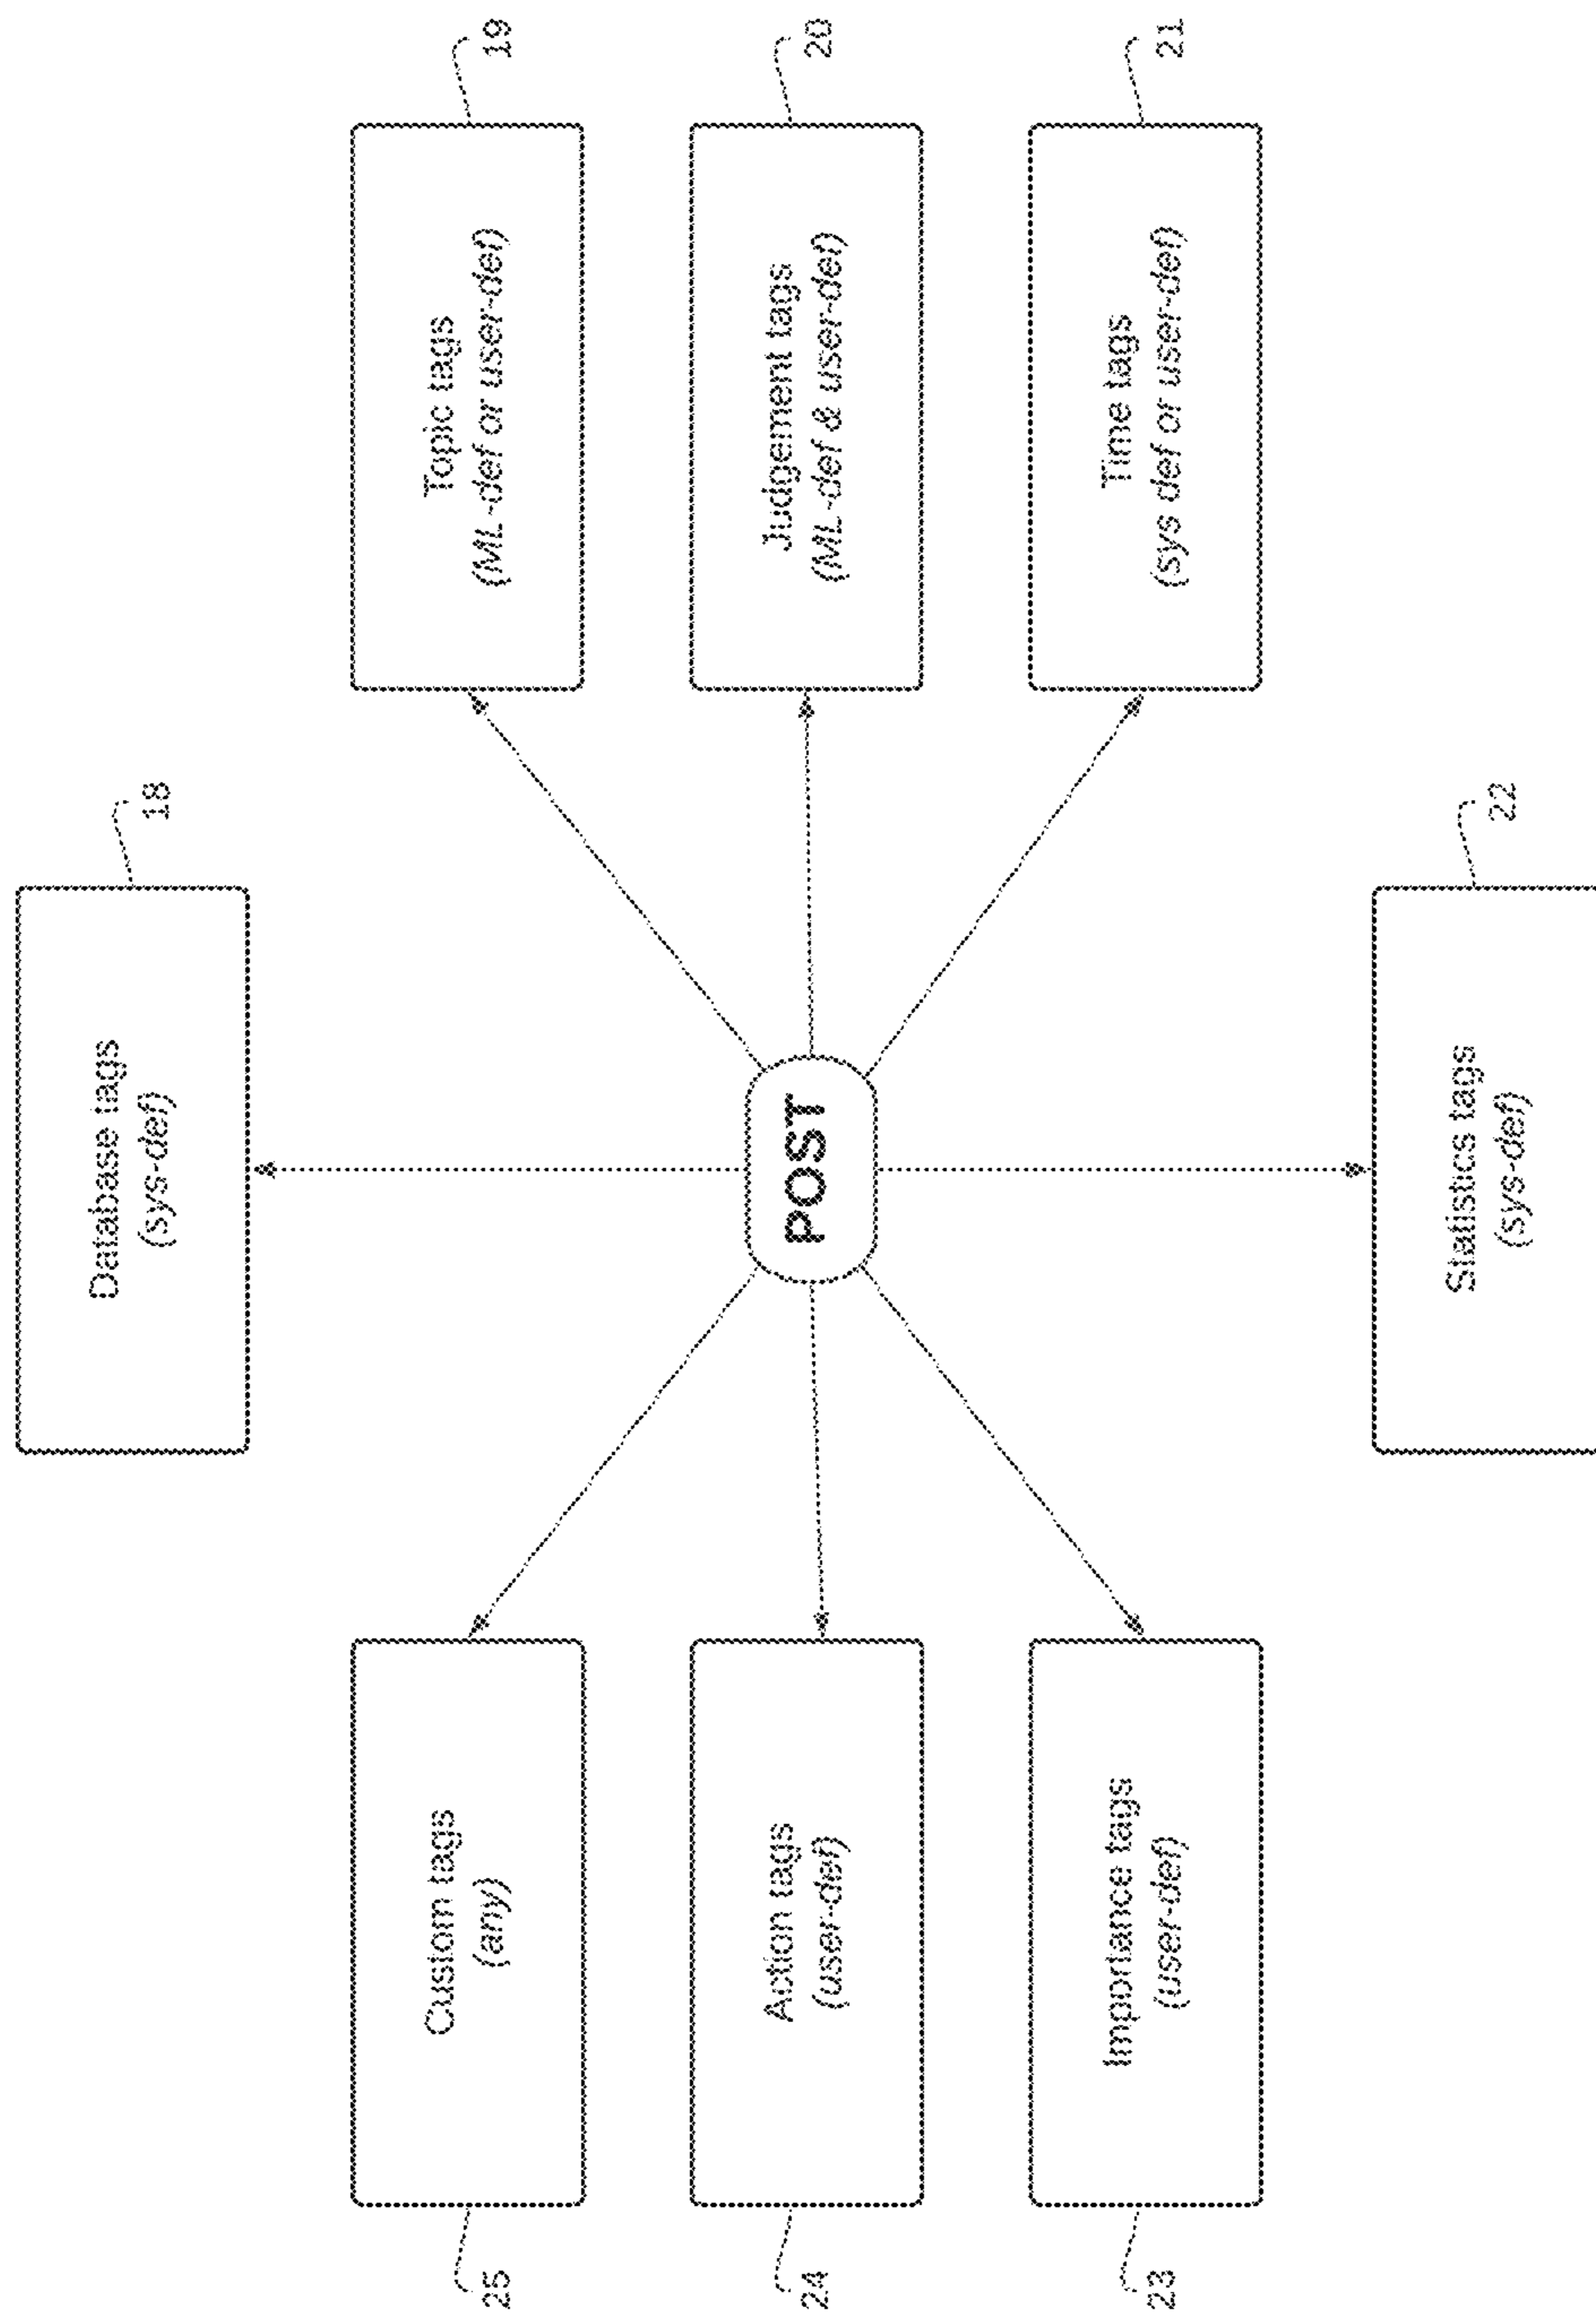 Database tags
(sys-def)
18
Custom tags
(any)
25
Topic tags
(ML-def or user-def)
19
Action tags
(user-def)
24
POST
Judgement tags
(ML-def & user-def)
20
Importance tags
(user-def)
23
Time tags
(sys def or user-def)
21
Statistics tags
(sys-def)
22